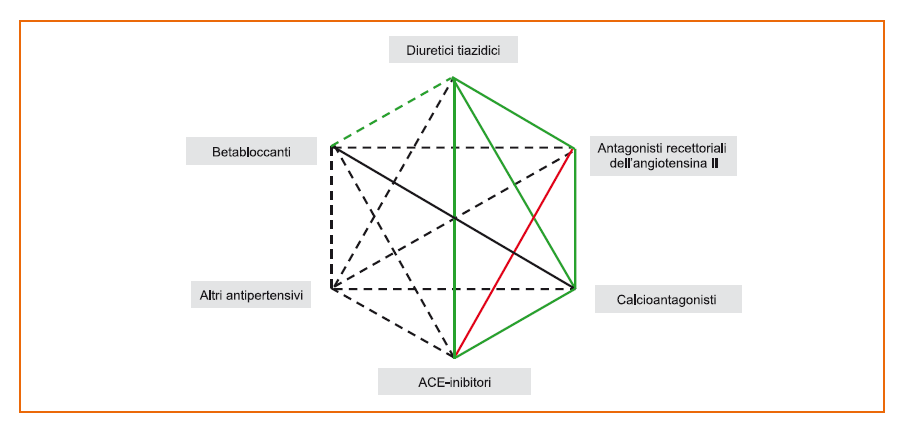 Diuretici tiazidici
Betabloccanti
Antagonisti recettoriali
dell'angiotensina II
Altri antipertensivi
Calcioantagonisti
ACE-inibitori